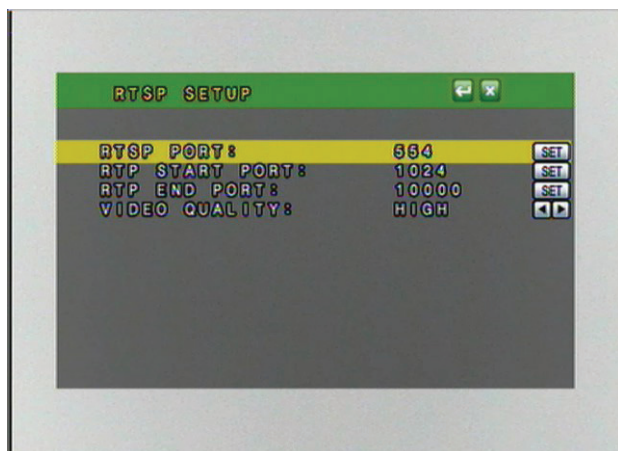 RTSP SETUP
RTSP PORT: 554 SET
RTP START PORT: 1024 SET
RTP END PORT: 10000 SET
VIDEO QUALITY: HIGH